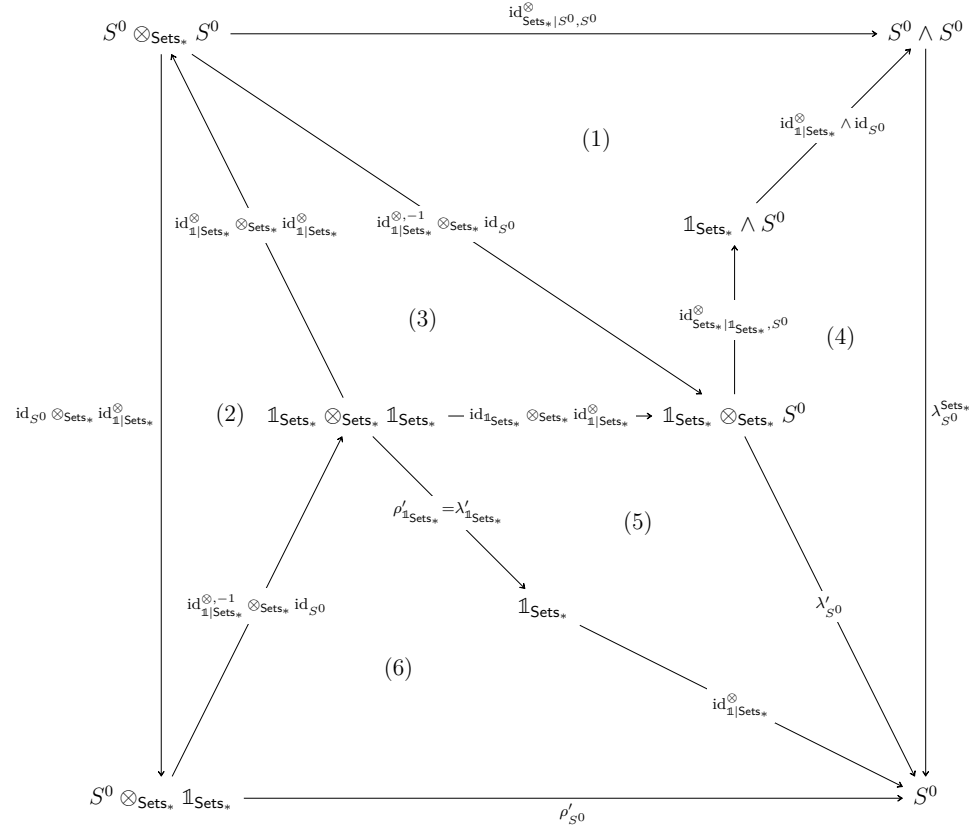 id^⊗_{Sets_*|S^0,S^0}
S^0 ⊗_{Sets_*} S^0
S^0 ∧ S^0
id^⊗_{𝟙|Sets_*} ∧ id_{S^0}
(1)
id^⊗_{𝟙|Sets_*} ⊗_{Sets_*} id^⊗_{𝟙|Sets_*}
id^{⊗,-1}_{𝟙|Sets_*} ⊗_{Sets_*} id_{S^0}
𝟙_{Sets_*} ∧ S^0
(3)
id^⊗_{Sets_*|𝟙_{Sets_*},S^0}
(4)
id_{S^0} ⊗_{Sets_*} id^⊗_{𝟙|Sets_*}
(2)
𝟙_{Sets_*} ⊗_{Sets_*} 𝟙_{Sets_*}
id_{𝟙_{Sets_*}} ⊗_{Sets_*} id^⊗_{𝟙|Sets_*}
𝟙_{Sets_*} ⊗_{Sets_*} S^0
λ^{Sets_*}_{S^0}
ρ'_{𝟙_{Sets_*}} = λ'_{𝟙_{Sets_*}}
(5)
id^{⊗,-1}_{𝟙|Sets_*} ⊗_{Sets_*} id_{S^0}
𝟙_{Sets_*}
λ'_{S^0}
(6)
id^⊗_{𝟙|Sets_*}
S^0 ⊗_{Sets_*} 𝟙_{Sets_*}
S^0
ρ'_{S^0}